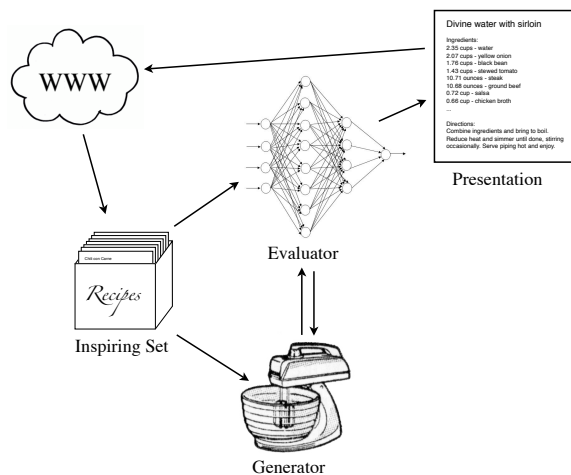 Divine water with sirloin
Ingredients:
2.35 cups - water
2.07 cups - yellow onion
1.76 cups - black bean
1.43 cups - stewed tomato
10.71 ounces - steak
10.68 ounces - ground beef
0.72 cup - salsa
0.66 cup - chicken broth
...
Directions:
Combine ingredients and bring to boil.
Reduce heat and simmer until done, stirring
occasionally. Serve piping hot and enjoy.
Presentation
WWW
Evaluator
Chili con Carne
Recipes
Inspiring Set
Generator